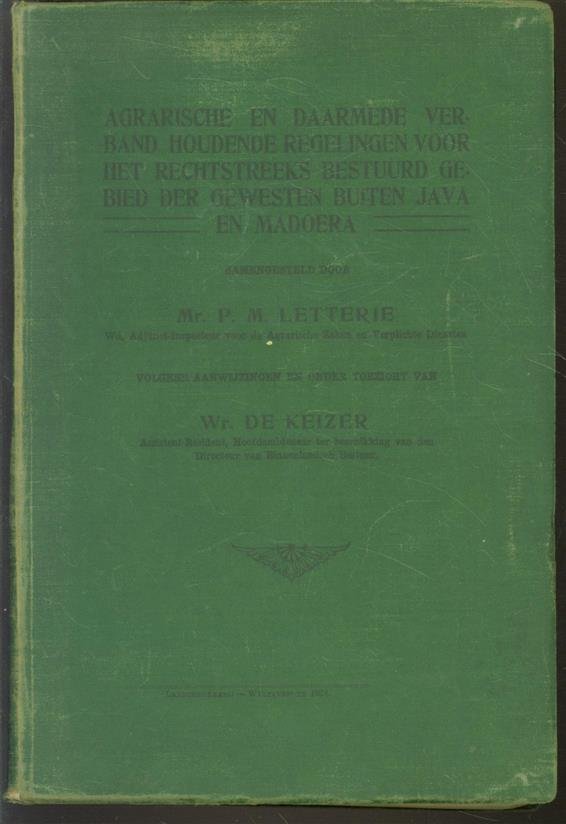 AGRARISCHE EN DAARMEDE VER-
BAND HOUDENDE REGELINGEN VOOR
HET RECHTSTREEKS BESTUURD GE-
BIED DER GEWESTEN BUITEN JAVA
EN MADOERA
SAMENGESTELD DOOR
Mr. P. M. LETTERIE
Wd. Adjunct-Inspecteur voor de Agrarische Zaken en Verplichte Diensten
VOLGENS AANWIJZINGEN EN ONDER TOEZICHT VAN
Wr. DE KEIZER
Assistent-Resident, Hoofdambtenaar ter beschikking van den
Directeur van Binnenlandsch Bestuur.
LANDSDRUKKERIJ — WELTEVREDEN